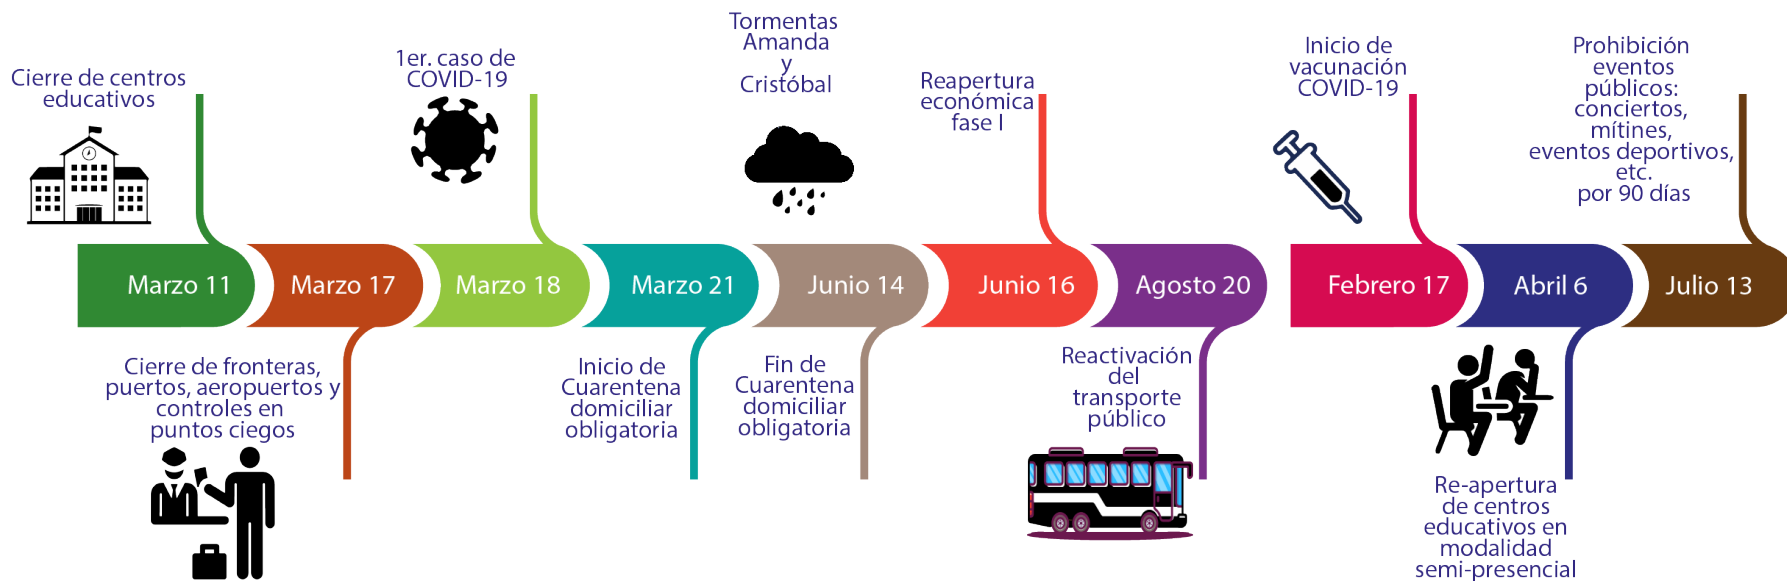 Cierre de centros
educativos
Marzo 11
Cierre de fronteras,
puertos, aeropuertos y
controles en
puntos ciegos
Marzo 17
1er. caso de
COVID-19
Marzo 18
Inicio de
Cuarentena
domiciliar
obligatoria
Marzo 21
Tormentas
Amanda
y
Cristóbal
Junio 14
Fin de
Cuarentena
domiciliar
obligatoria
Reapertura
económica
fase I
Junio 16
Agosto 20
Reactivación
del
transporte
público
Inicio de
vacunación
COVID-19
Febrero 17
Abril 6
Re-apertura
de centros
educativos en
modalidad
semi-presencial
Prohibición
eventos
públicos:
conciertos,
mítines,
eventos deportivos,
etc.
por 90 días
Julio 13